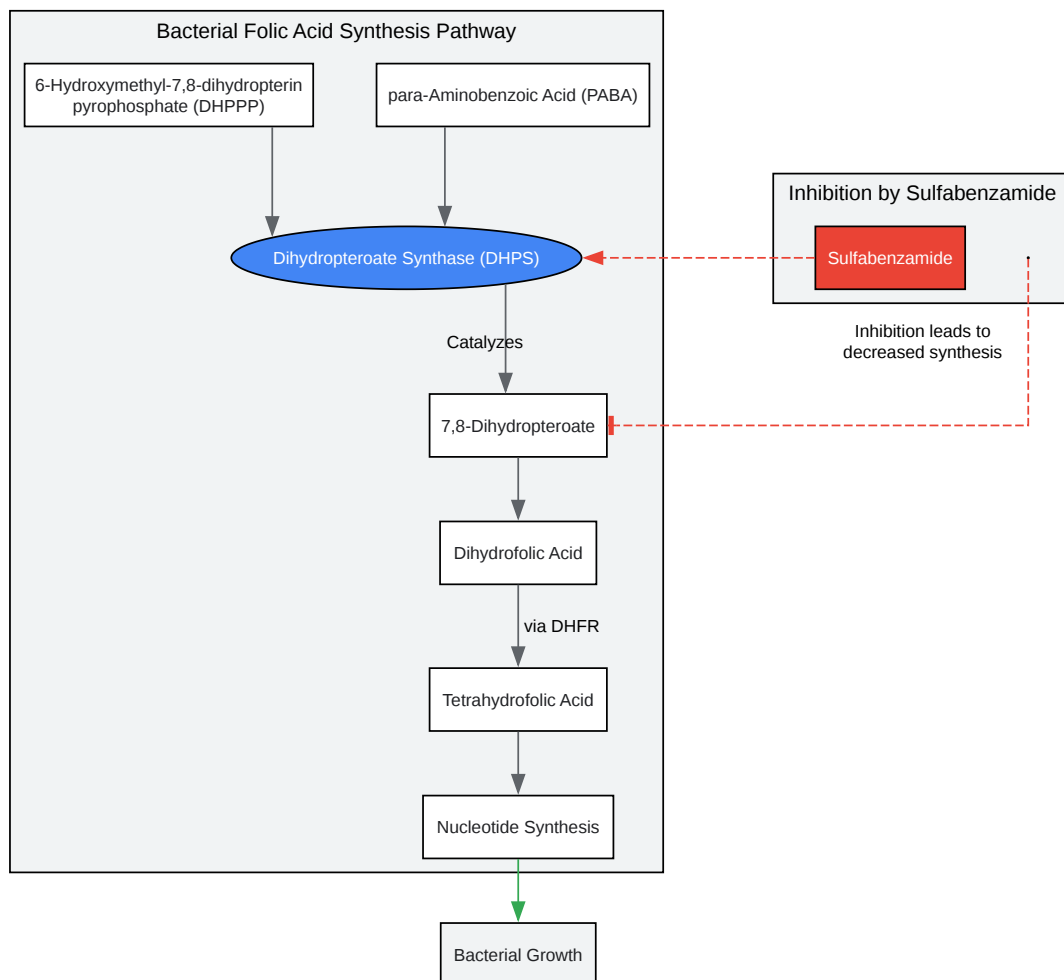 Bacterial Folic Acid Synthesis Pathway
6-Hydroxymethyl-7,8-dihydropterin
pyrophosphate (DHPPP)
para-Aminobenzoic Acid (PABA)
Inhibition by Sulfabenzamide
Dihydropteroate Synthase (DHPS)
Sulfabenzamide
Catalyzes
Inhibition leads to
decreased synthesis
7,8-Dihydropteroate
Dihydrofolic Acid
via DHFR
Tetrahydrofolic Acid
Nucleotide Synthesis
Bacterial Growth